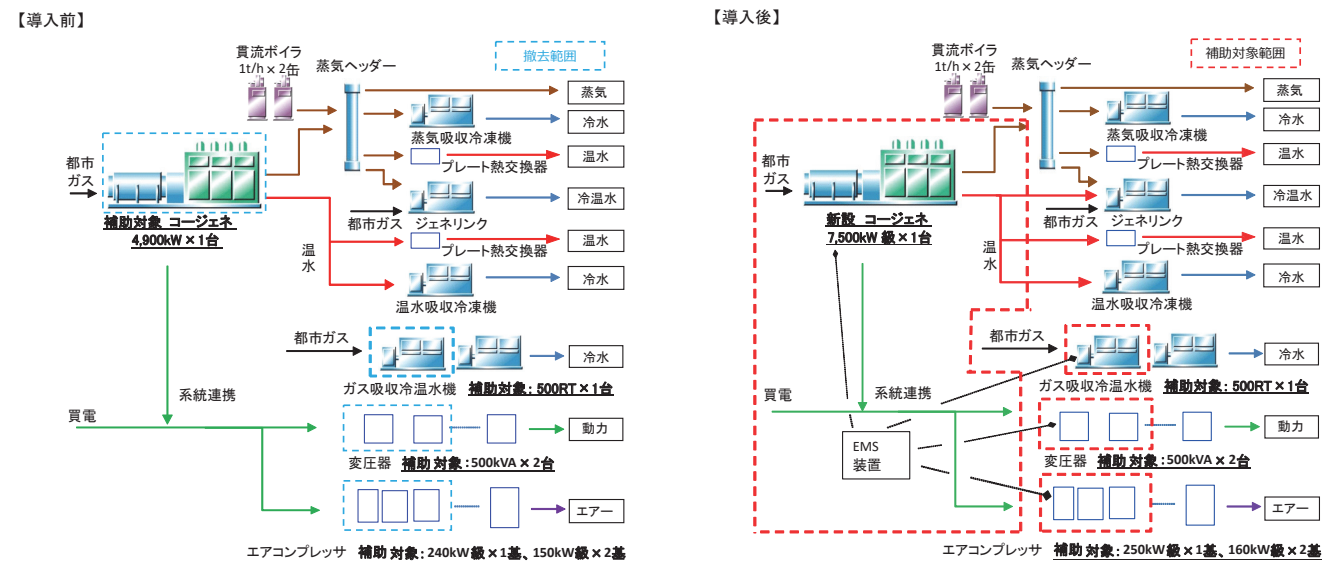 【導入前】
撤去範囲
貫流ボイラ
1t/h×2缶
蒸気ヘッダー
蒸気
冷水
蒸気吸収冷凍機
温水
プレート熱交換器
都市
ガス
冷温水
都市ガス ジェネリンク
補助対象 コージェネ
4,900kW×1台
温水
温水
プレート熱交換器
冷水
温水吸収冷凍機
都市ガス
冷水
ガス吸収冷温水機 補助対象:500RT×1台
系統連携
買電
動力
変圧器 補助対象:500kVA×2台
エアー
エアコンプレッサ 補助対象:240kW級×1基、150kW級×2基
【導入後】
補助対象範囲
貫流ボイラ
1t/h×2缶
蒸気ヘッダー
蒸気
冷水
蒸気吸収冷凍機
温水
プレート熱交換器
都市
ガス
冷温水
都市ガス ジェネリンク
新設 コージェネ
7,500kW級×1台
温水
温水
プレート熱交換器
冷水
温水吸収冷凍機
都市ガス
冷水
ガス吸収冷温水機 補助対象:500RT×1台
系統連携
買電
動力
EMS
装置
変圧器 補助対象:500kVA×2台
エアー
エアコンプレッサ 補助対象:250kW級×1基、160kW級×2基